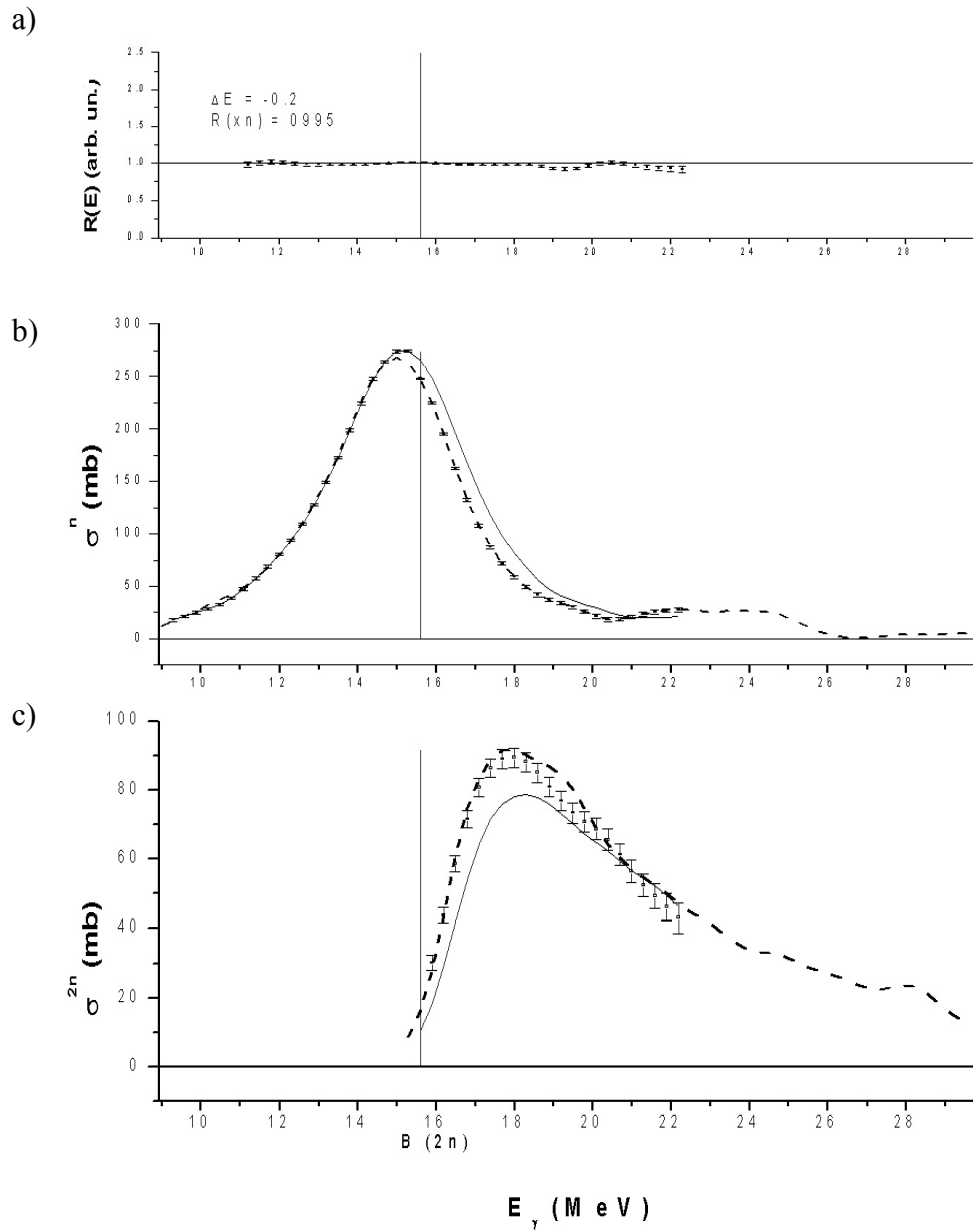 a)
R(E) (arb. un.)
2.5
2.0
1.5
1.0
0.5
0.0
ΔE = -0.2
R(xn) = 0995
10 12 14 16 18 20 22 24 26 28
b)
σⁿ (mb)
300
250
200
150
100
50
0
10 12 14 16 18 20 22 24 26 28
c)
σ²ⁿ (mb)
100
80
60
40
20
0
10 12 14 16 18 20 22 24 26 28
B (2n)
E γ (MeV)